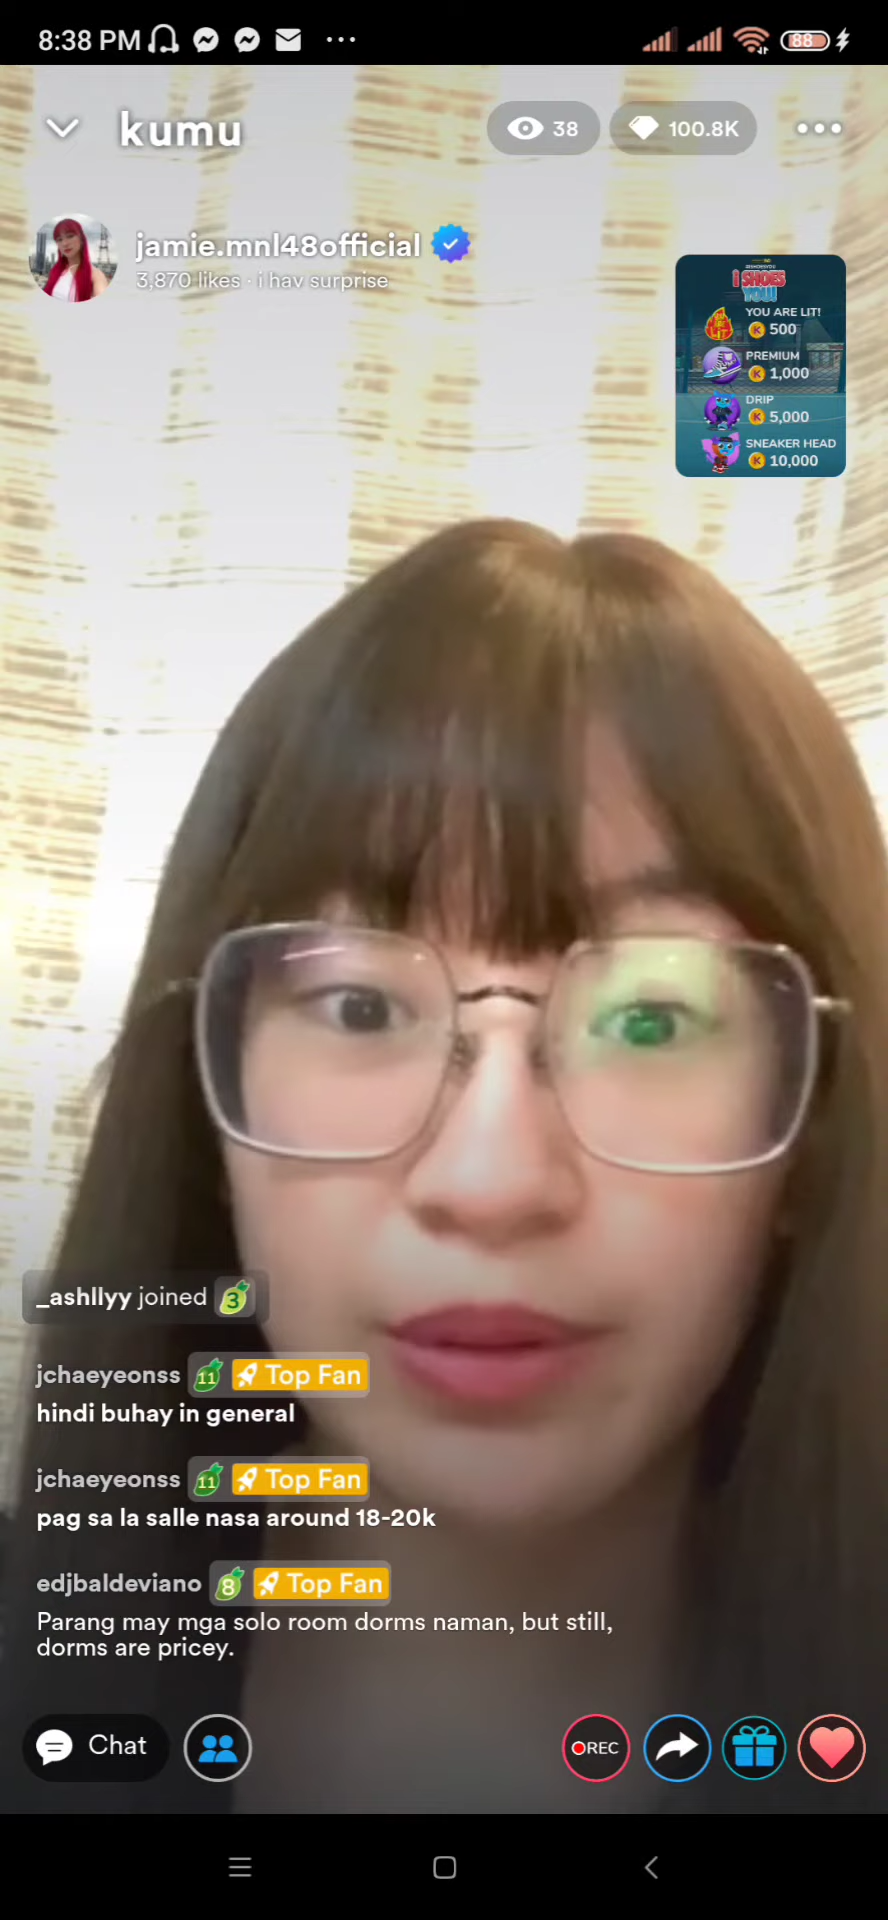 8:38 PM
88
kumu
38
100.8K
jamie.mnl48official
3,870 likes · i hav surprise
I SHOES
YOU!
YOU ARE LIT!
500
PREMIUM
1,000
DRIP
5,000
SNEAKER HEAD
10,000
_ashllyy joined 3
jchaeyeonss 11 Top Fan
hindi buhay in general
jchaeyeonss 11 Top Fan
pag sa la salle nasa around 18-20k
edjbaldeviano 8 Top Fan
Parang may mga solo room dorms naman, but still,
dorms are pricey.
Chat
REC